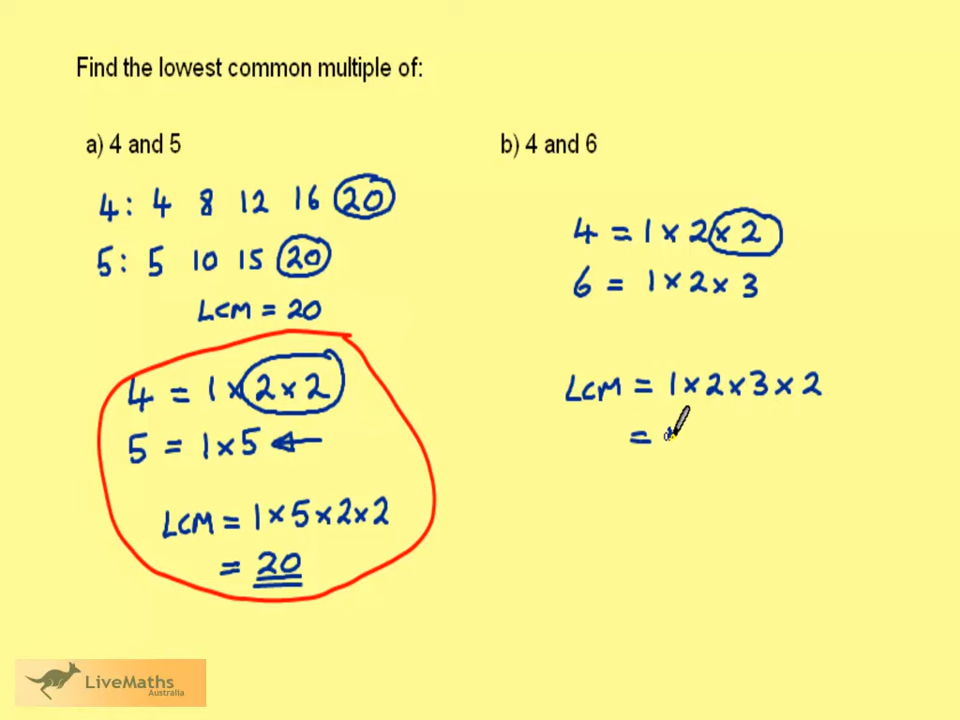 Find the lowest common multiple of:
a) 4 and 5
4: 4 8 12 16 20
5: 5 10 15 20
LCM = 20
4 = 1 × 2 × 2
5 = 1 × 5
LCM = 1 × 5 × 2 × 2
= 20
b) 4 and 6
4 = 1 × 2 × 2
6 = 1 × 2 × 3
LCM = 1 × 2 × 3 × 2
=
LiveMaths
Australia